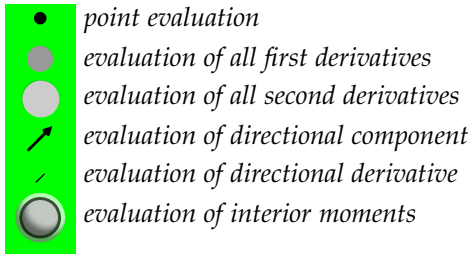 point evaluation
evaluation of all first derivatives
evaluation of all second derivatives
evaluation of directional component
evaluation of directional derivative
evaluation of interior moments